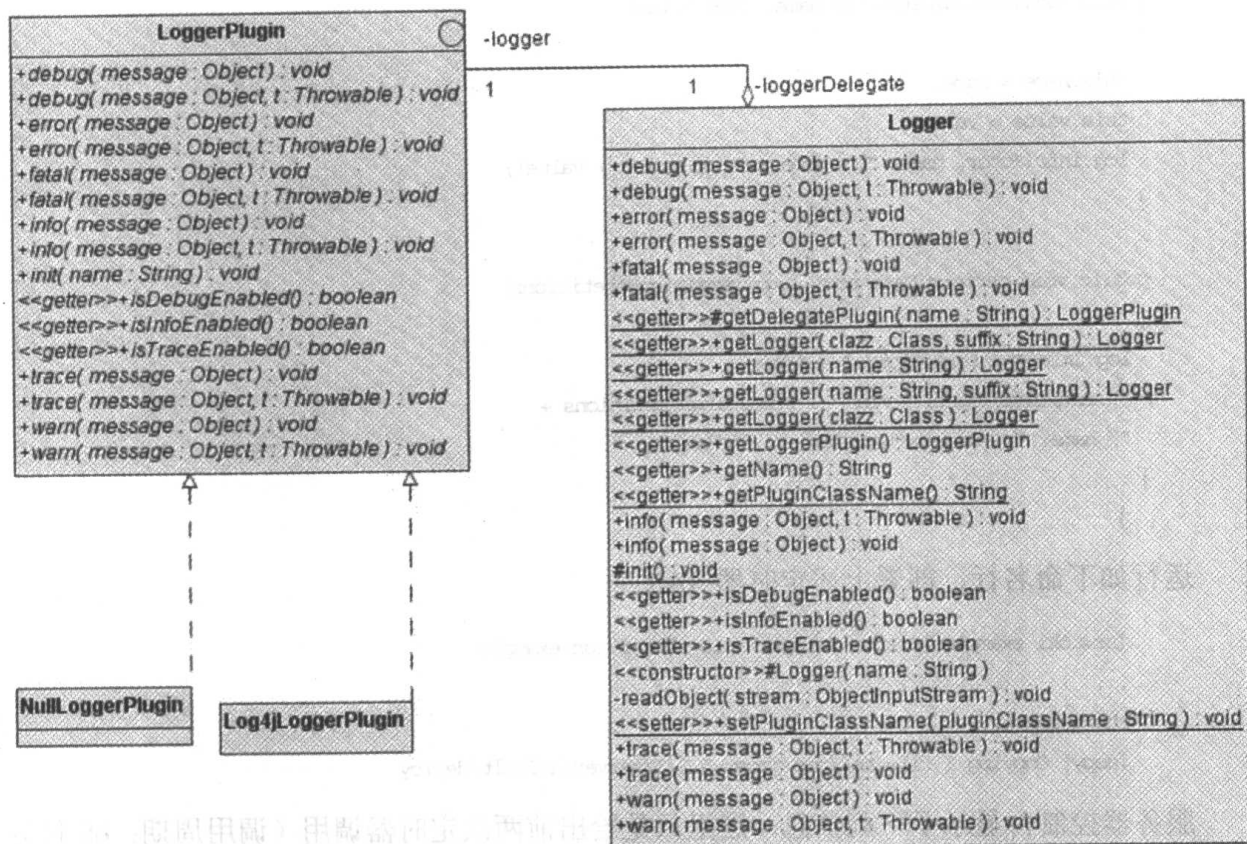 LoggerPlugin
+debug( message : Object) : void
+debug( message : Object, t : Throwable) : void
+error( message : Object) : void
+error( message : Object, t : Throwable) : void
+fatal( message : Object) : void
+fatal( message : Object, t : Throwable) : void
+info( message : Object) : void
+info( message : Object, t : Throwable) : void
+init( name : String) : void
<<getter>>+isDebugEnabled() : boolean
<<getter>>+isInfoEnabled() : boolean
<<getter>>+isTraceEnabled() : boolean
+trace( message : Object) : void
+trace( message : Object, t : Throwable) : void
+warn( message : Object) : void
+warn( message : Object, t : Throwable) : void
-logger
1
1
-loggerDelegate
Logger
+debug( message : Object) : void
+debug( message : Object, t : Throwable) : void
+error( message : Object) : void
+error( message : Object, t : Throwable) : void
+fatal( message : Object) : void
+fatal( message : Object, t : Throwable) : void
<<getter>>#getDelegatePlugin( name : String) : LoggerPlugin
<<getter>>+getLogger( clazz : Class, suffix : String) : Logger
<<getter>>+getLogger( name : String) : Logger
<<getter>>+getLogger( name : String, suffix : String) : Logger
<<getter>>+getLogger( clazz : Class) : Logger
<<getter>>+getLoggerPlugin() : LoggerPlugin
<<getter>>+getName() : String
<<getter>>+getPluginClassName() : String
+info( message : Object, t : Throwable) : void
+info( message : Object) : void
#init() : void
<<getter>>+isDebugEnabled() : boolean
<<getter>>+isInfoEnabled() : boolean
<<getter>>+isTraceEnabled() : boolean
<<constructor>>#Logger( name : String)
-readObject( stream : ObjectInputStream) : void
<<setter>>+setPluginClassName( pluginClassName : String) : void
+trace( message : Object, t : Throwable) : void
+trace( message : Object) : void
+warn( message : Object) : void
+warn( message : Object, t : Throwable) : void
NullLoggerPlugin
Log4jLoggerPlugin